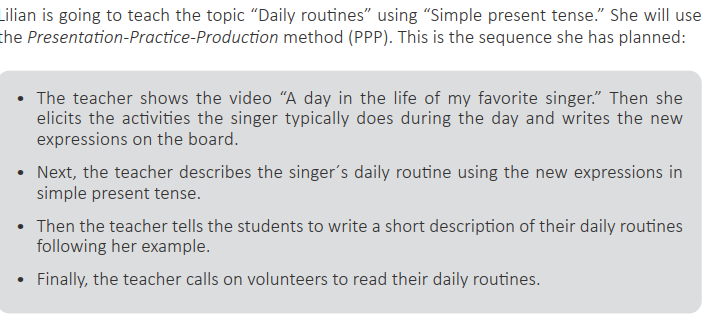 Lilian is going to teach the topic “Daily routines” using “Simple present tense.” She will use
the Presentation-Practice-Production method (PPP). This is the sequence she has planned:
• The teacher shows the video “A day in the life of my favorite singer.” Then she
elicits the activities the singer typically does during the day and writes the new
expressions on the board.
• Next, the teacher describes the singer´s daily routine using the new expressions in
simple present tense.
• Then the teacher tells the students to write a short description of their daily routines
following her example.
• Finally, the teacher calls on volunteers to read their daily routines.